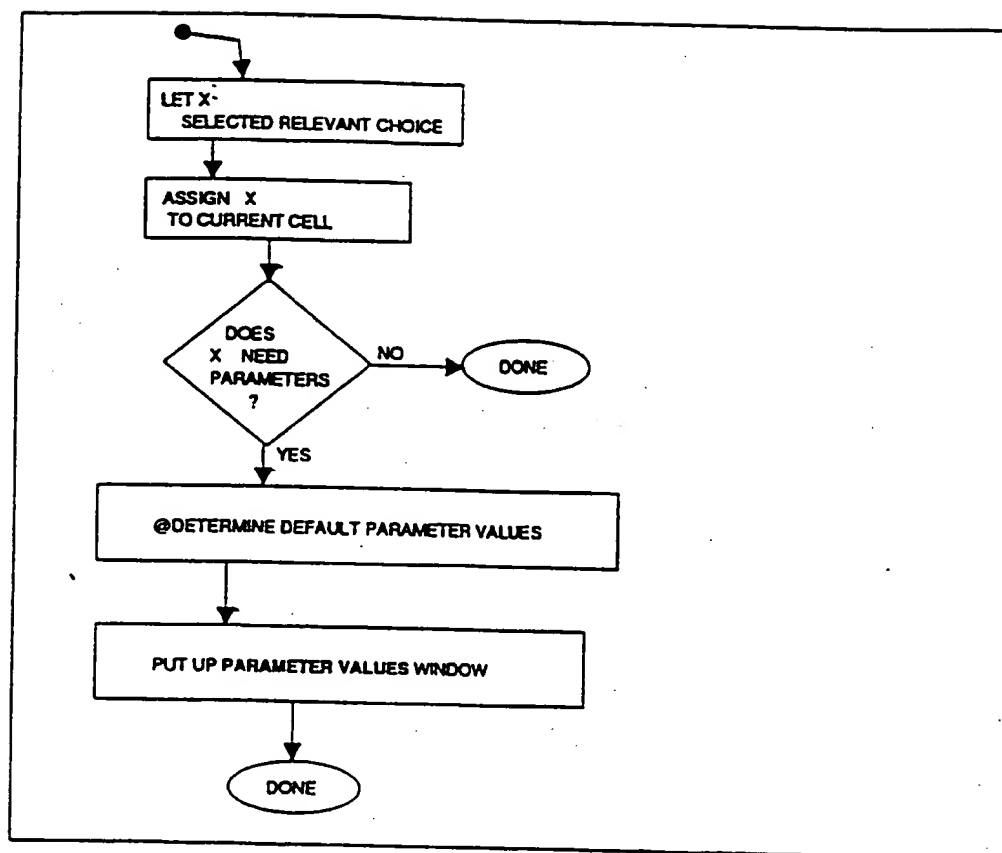 LET X-
SELECTED RELEVANT CHOICE
ASSIGN X
TO CURRENT CELL
DOES
X NEED
PARAMETERS
?
NO
DONE
YES
@DETERMINE DEFAULT PARAMETER VALUES
PUT UP PARAMETER VALUES WINDOW
DONE